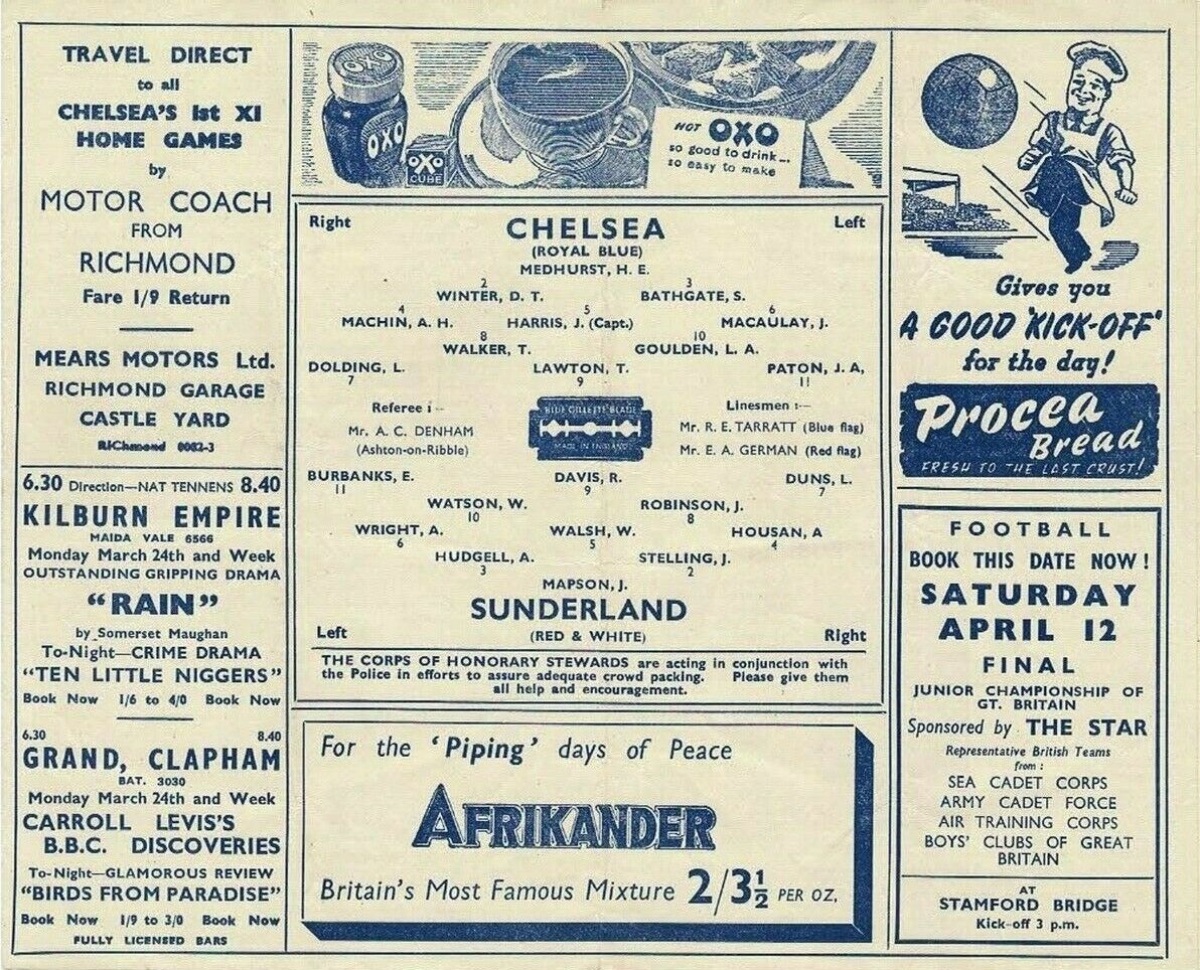 TRAVEL DIRECT
to all
CHELSEA'S 1st XI
HOME GAMES
by
MOTOR COACH
FROM
RICHMOND
Fare 1/9 Return
MEARS MOTORS Ltd.
RICHMOND GARAGE
CASTLE YARD
RIChmond 0082-3
6.30 Direction—NAT TENNENS 8.40
KILBURN EMPIRE
MAIDA VALE 6566
Monday March 24th and Week
OUTSTANDING GRIPPING DRAMA
"RAIN"
by Somerset Maughan
To-Night—CRIME DRAMA
"TEN LITTLE NIGGERS"
Book Now 1/6 to 4/0 Book Now
6.30 8.40
GRAND, CLAPHAM
BAT. 3030
Monday March 24th and Week
CARROLL LEVIS'S
B.B.C. DISCOVERIES
To-Night—GLAMOROUS REVIEW
"BIRDS FROM PARADISE"
Book Now 1/9 to 3/0 Book Now
FULLY LICENSED BARS
OXO
OXO
OXO
CUBE
HOT OXO
so good to drink...
so easy to make
Right CHELSEA Left
(ROYAL BLUE)
MEDHURST, H. E.
2 3
WINTER, D. T. BATHGATE, S.
4 5 6
MACHIN, A. H. HARRIS, J. (Capt.) MACAULAY, J.
8 10
WALKER, T. GOULDEN, L. A.
DOLDING, L. LAWTON, T. PATON, J. A,
7 9 11
Referee :- Linesmen :—
BLUE GILLETTE BLADE
MADE IN ENGLAND
Mr. A. C. DENHAM Mr. R. E. TARRATT (Blue flag)
(Ashton-on-Ribble) Mr. E. A. GERMAN (Red flag)
BURBANKS, E. DAVIS, R. DUNS, L.
11 9 7
WATSON, W. ROBINSON, J.
10 8
WRIGHT, A. WALSH, W. HOUSAN, A
6 5 4
HUDGELL, A. STELLING, J.
3 2
MAPSON, J.
SUNDERLAND
Left (RED & WHITE) Right
THE CORPS OF HONORARY STEWARDS are acting in conjunction with
the Police in efforts to assure adequate crowd packing. Please give them
all help and encouragement.
For the 'Piping' days of Peace
AFRIKANDER
Britain's Most Famous Mixture 2/3½ PER OZ.
Gives you
A GOOD 'KICK-OFF'
for the day!
Procea
Bread
FRESH TO THE LAST CRUST!
FOOTBALL
BOOK THIS DATE NOW!
SATURDAY
APRIL 12
FINAL
JUNIOR CHAMPIONSHIP OF
GT. BRITAIN
Sponsored by THE STAR
Representative British Teams
from :
SEA CADET CORPS
ARMY CADET FORCE
AIR TRAINING CORPS
BOYS' CLUBS OF GREAT
BRITAIN
AT
STAMFORD BRIDGE
Kick-off 3 p.m.